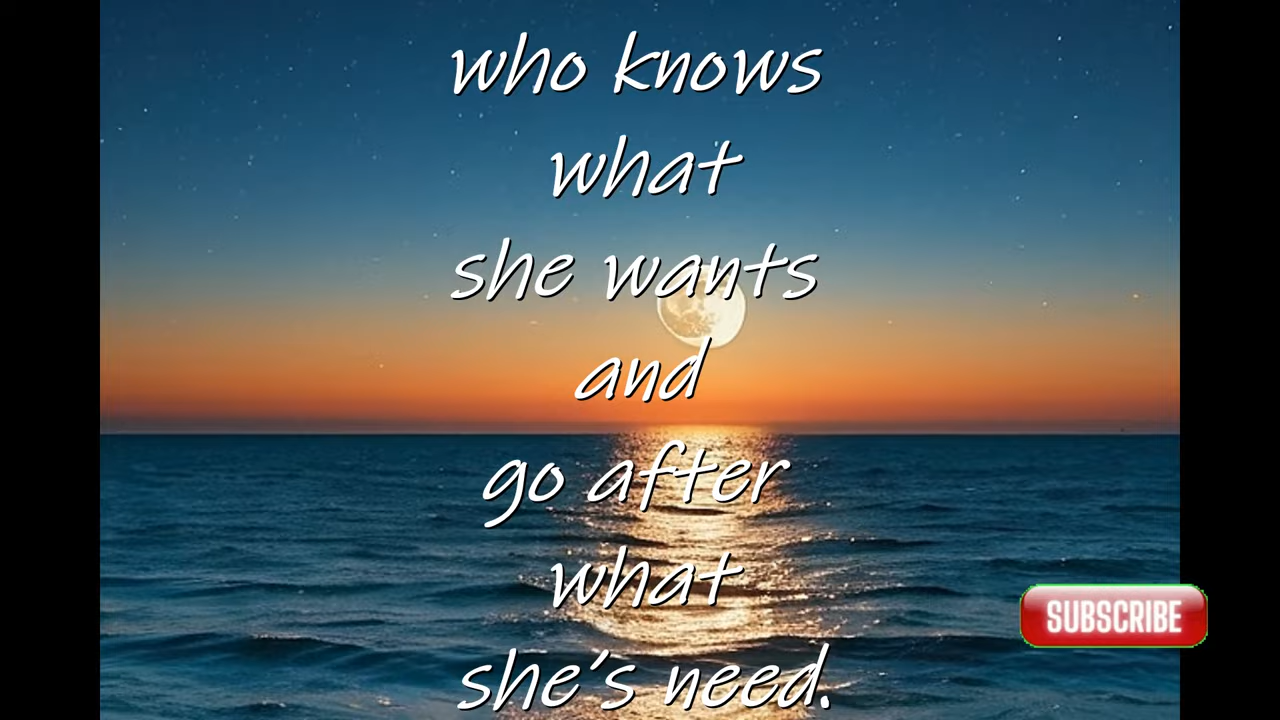 who knows
what
she wants
and
go after
what
she's need.
SUBSCRIBE